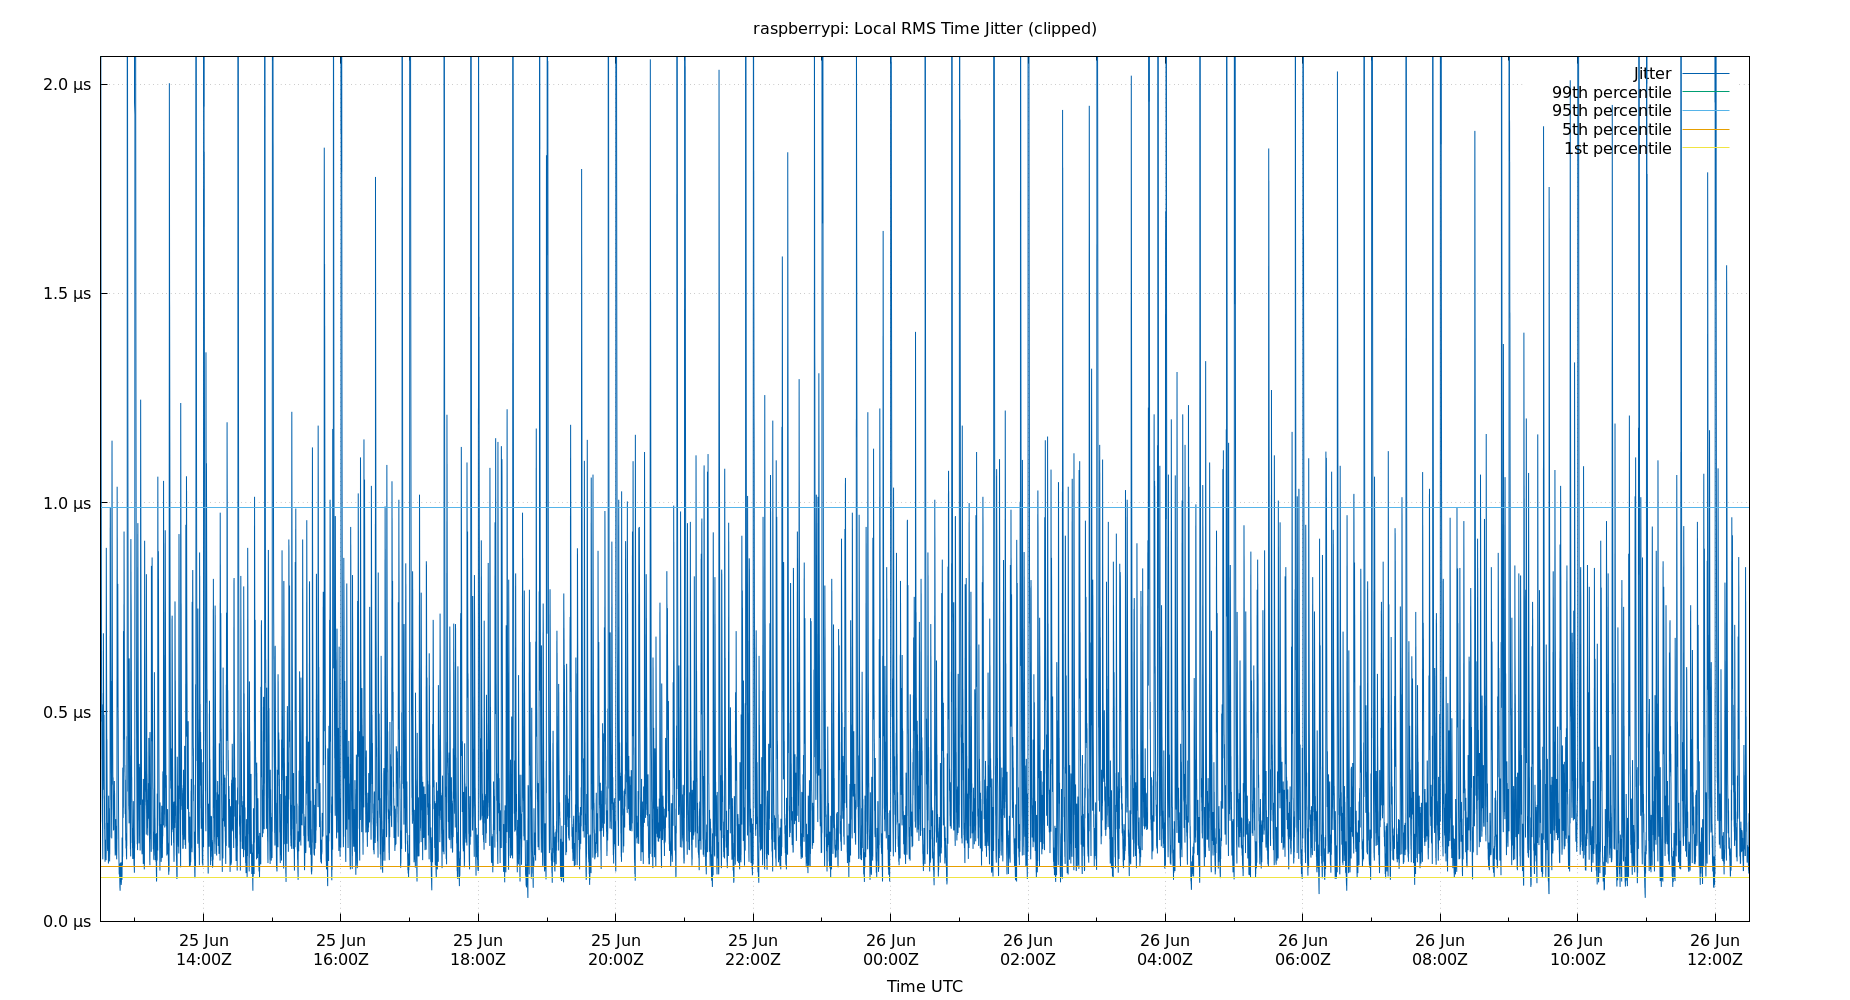 raspberrypi: Local RMS Time Jitter (clipped)
2.0 µs
1.5 µs
1.0 µs
0.5 µs
0.0 µs
Jitter
99th percentile
95th percentile
5th percentile
1st percentile
25 Jun 14:00Z
25 Jun 16:00Z
25 Jun 18:00Z
25 Jun 20:00Z
25 Jun 22:00Z
26 Jun 00:00Z
26 Jun 02:00Z
26 Jun 04:00Z
26 Jun 06:00Z
26 Jun 08:00Z
26 Jun 10:00Z
26 Jun 12:00Z
Time UTC